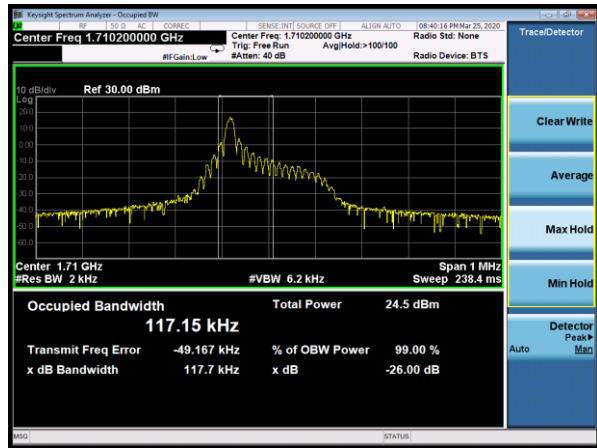 Keysight Spectrum Analyzer - Occupied BW
RF 50 Ω AC CORREC SENSE:INT SOURCE OFF ALIGN AUTO 08:40:16 PM Mar 25, 2020
Center Freq 1.710200000 GHz Center Freq: 1.710200000 GHz Radio Std: None
Trig: Free Run Avg|Hold:>100/100
#IFGain:Low #Atten: 40 dB Radio Device: BTS
Trace/Detector
10 dB/div Ref 30.00 dBm
Log
20.0
10.0
0.00
-10.0
-20.0
-30.0
-40.0
-50.0
-60.0
Center 1.71 GHz Span 1 MHz
#Res BW 2 kHz #VBW 6.2 kHz Sweep 238.4 ms
Occupied Bandwidth Total Power 24.5 dBm
117.15 kHz
Transmit Freq Error -49.167 kHz % of OBW Power 99.00 %
x dB Bandwidth 117.7 kHz x dB -26.00 dB
Clear Write
Average
Max Hold
Min Hold
Detector
Peak▶
Auto Man
MSG STATUS